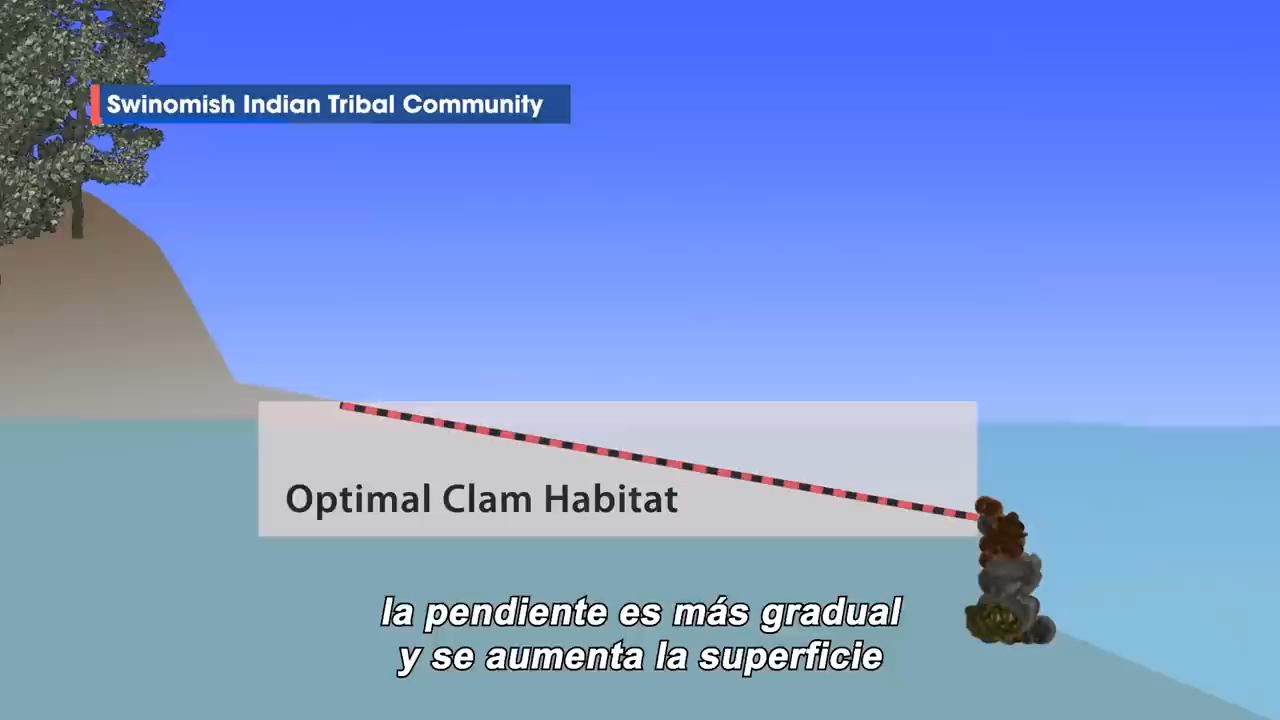 Swinomish Indian Tribal Community
Optimal Clam Habitat
la pendiente es más gradual
y se aumenta la superficie